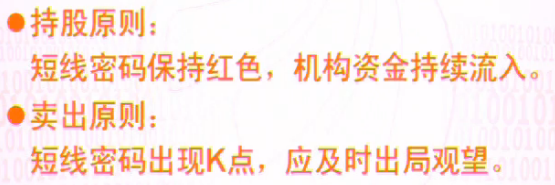 ●持股原则：
短线密码保持红色，机构资金持续流入。
●卖出原则：
短线密码出现K点，应及时出局观望。